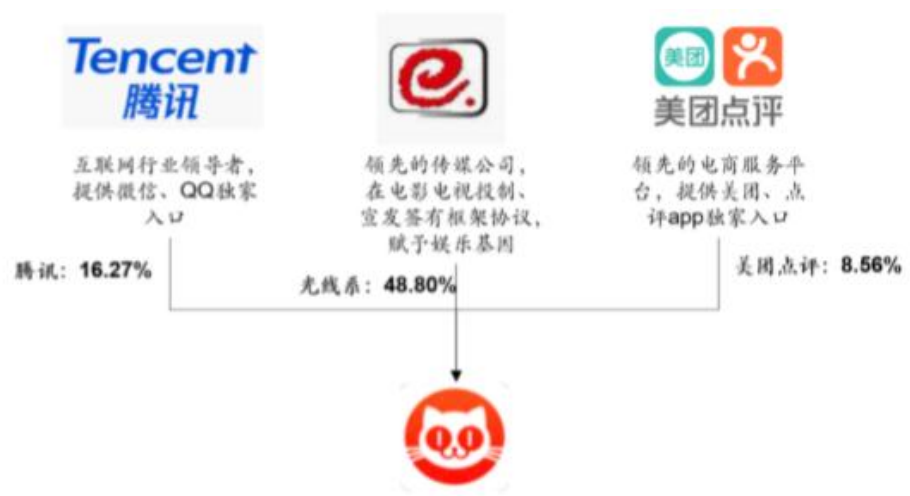 Tencent
腾讯
美团
美团点评
互联网行业领导者，
提供微信、QQ独家
入口
领先的传媒公司，
在电影电视投制、
宣发签有框架协议，
赋予娱乐基因
领先的电商服务平
台，提供美团、点
评app独家入口
腾讯：16.27%
光线系：48.80%
美团点评：8.56%